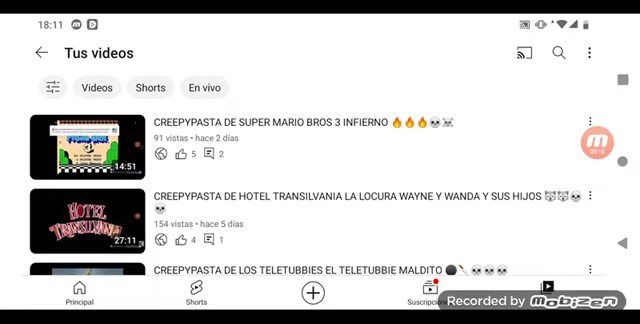 18:11
Tus videos
Videos
Shorts
En vivo
CREEPYPASTA DE SUPER MARIO BROS 3 INFIERNO 🔥🔥🔥💀☠️
91 vistas • hace 2 días
5
2
14:51
00:10
CREEPYPASTA DE HOTEL TRANSILVANIA LA LOCURA WAYNE Y WANDA Y SUS HIJOS 🐺🐺💀
💀
154 vistas • hace 5 días
4
1
HOTEL
TRANSILVANIA
27:11
CREEPYPASTA DE LOS TELETUBBIES EL TELETUBBIE MALDITO 🌑🔪💀💀💀
Principal
Shorts
Suscripcione
Recorded by MOBIZEN